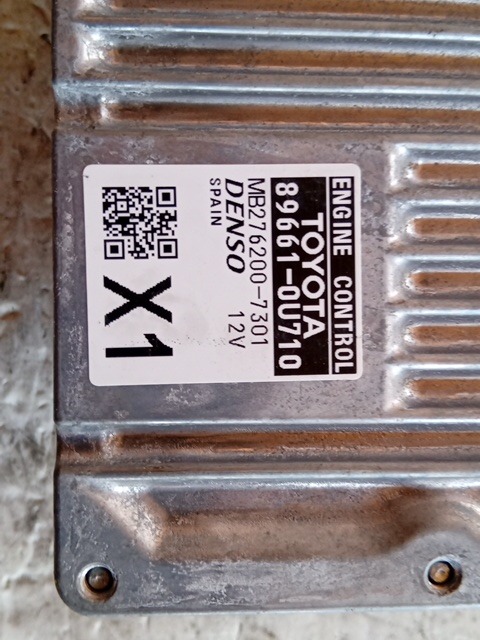 ENGINE CONTROL
TOYOTA
89661-0U710
MB276200-7301
DENSO 12V
SPAIN
X1